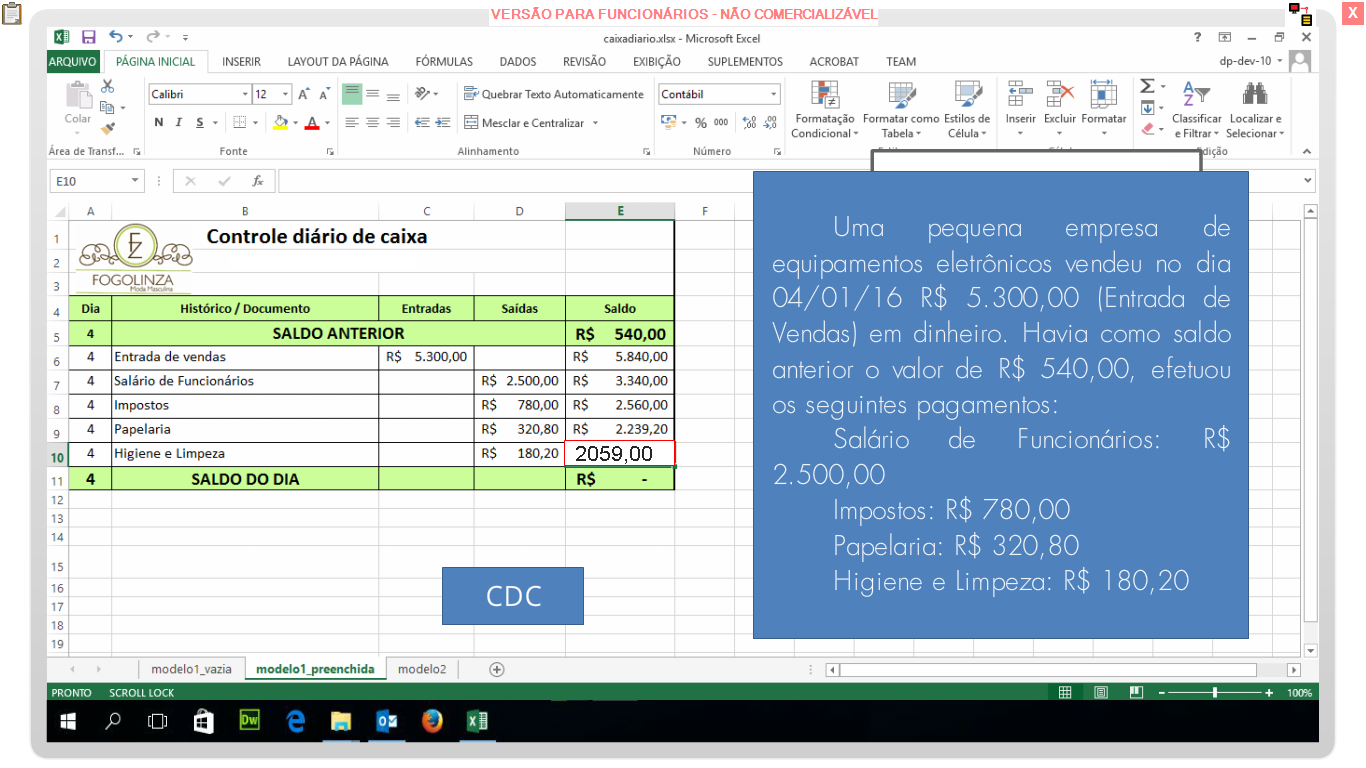 VERSÃO PARA FUNCIONÁRIOS - NÃO COMERCIALIZÁVEL
X
caixadiario.xlsx - Microsoft Excel
?
ARQUIVO PÁGINA INICIAL INSERIR LAYOUT DA PÁGINA FÓRMULAS DADOS REVISÃO EXIBIÇÃO SUPLEMENTOS ACROBAT TEAM dp-dev-10
Colar
Calibri 12
N I S
Quebrar Texto Automaticamente
Mesclar e Centralizar
Contábil
% 000
Formatação Condicional
Formatar como Tabela
Estilos de Célula
Inserir Excluir Formatar
Classificar e Filtrar
Localizar e Selecionar
Área de Transf... Fonte Alinhamento Número Edição
E10 fx
A B C D E F
1 Controle diário de caixa
2
FZ
3 FOGOLINZA
Moda Masculina
4 Dia Histórico / Documento Entradas Saídas Saldo
5 4 SALDO ANTERIOR R$ 540,00
6 4 Entrada de vendas R$ 5.300,00 R$ 5.840,00
7 4 Salário de Funcionários R$ 2.500,00 R$ 3.340,00
8 4 Impostos R$ 780,00 R$ 2.560,00
9 4 Papelaria R$ 320,80 R$ 2.239,20
10 4 Higiene e Limpeza R$ 180,20 2059,00
11 4 SALDO DO DIA R$ -
12
13
14
15
16
17
18
19
CDC
Uma pequena empresa de
equipamentos eletrônicos vendeu no dia
04/01/16 R$ 5.300,00 (Entrada de
Vendas) em dinheiro. Havia como saldo
anterior o valor de R$ 540,00, efetuou
os seguintes pagamentos:
Salário de Funcionários: R$
2.500,00
Impostos: R$ 780,00
Papelaria: R$ 320,80
Higiene e Limpeza: R$ 180,20
modelo1_vazia modelo1_preenchida modelo2
PRONTO SCROLL LOCK 100%
Dw